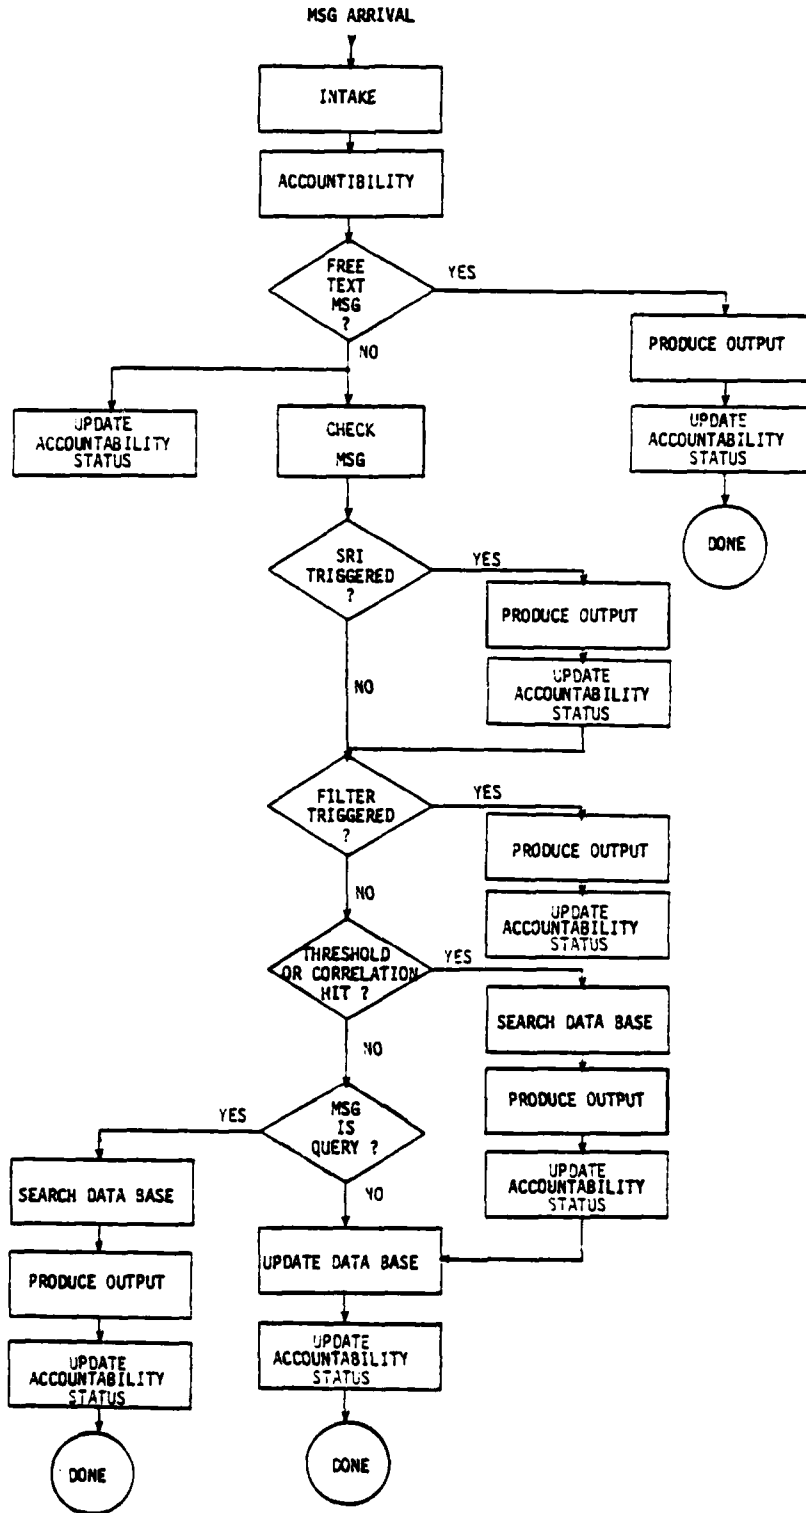 MSG ARRIVAL
INTAKE
ACCOUNTIBILITY
FREE
TEXT
MSG
?
YES
NO
PRODUCE OUTPUT
UPDATE
ACCOUNTABILITY
STATUS
DONE
UPDATE
ACCOUNTABILITY
STATUS
CHECK
MSG
SRI
TRIGGERED
?
YES
NO
PRODUCE OUTPUT
UPDATE
ACCOUNTABILITY
STATUS
FILTER
TRIGGERED
?
YES
NO
PRODUCE OUTPUT
UPDATE
ACCOUNTABILITY
STATUS
THRESHOLD
OR CORRELATION
HIT ?
YES
NO
SEARCH DATA BASE
PRODUCE OUTPUT
UPDATE
ACCOUNTABILITY
STATUS
MSG
IS
QUERY ?
YES
NO
SEARCH DATA BASE
PRODUCE OUTPUT
UPDATE
ACCOUNTABILITY
STATUS
DONE
UPDATE DATA BASE
UPDATE
ACCOUNTABILITY
STATUS
DONE